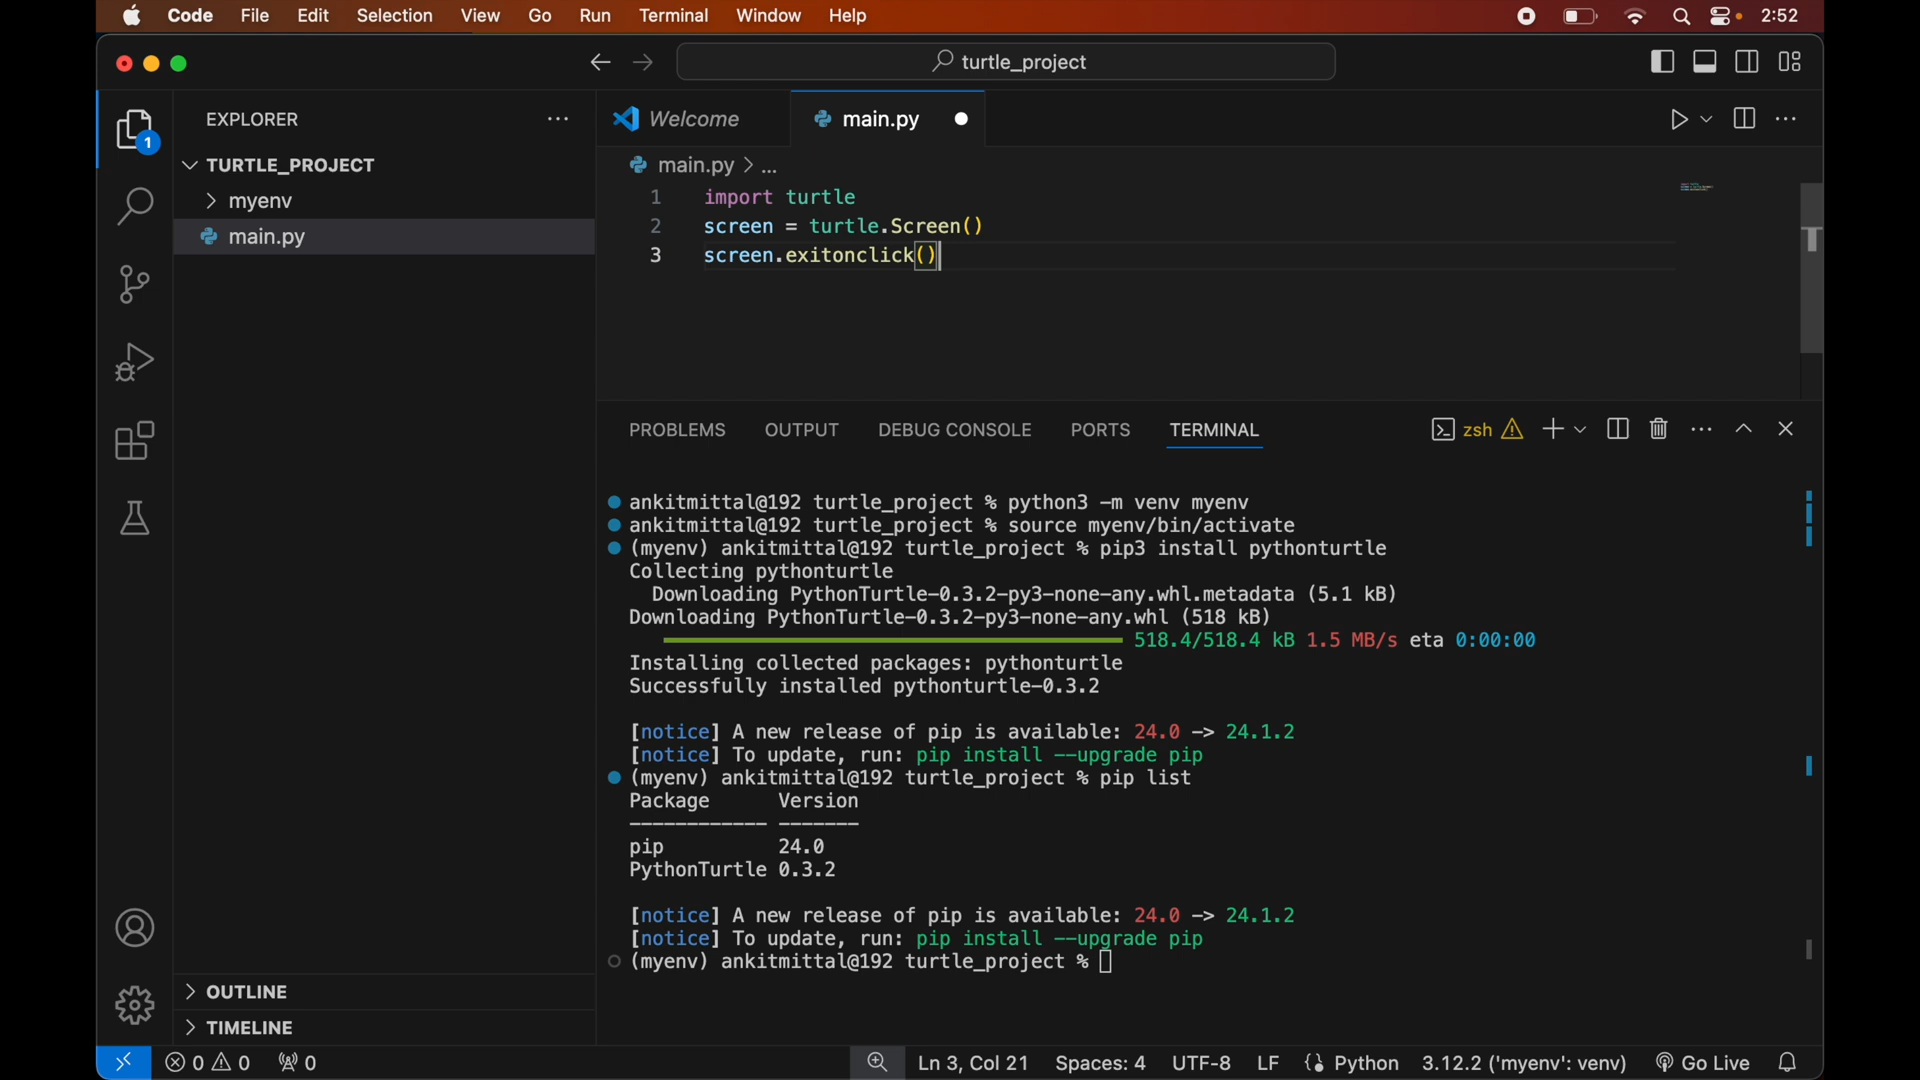 Code File Edit Selection View Go Run Terminal Window Help 2:52
turtle_project
EXPLORER
Welcome main.py
1
TURTLE_PROJECT
myenv
main.py
main.py > ...
1 import turtle
2 screen = turtle.Screen()
3 screen.exitonclick()
PROBLEMS OUTPUT DEBUG CONSOLE PORTS TERMINAL zsh
ankitmittal@192 turtle_project % python3 -m venv myenv
ankitmittal@192 turtle_project % source myenv/bin/activate
(myenv) ankitmittal@192 turtle_project % pip3 install pythonturtle
Collecting pythonturtle
Downloading PythonTurtle-0.3.2-py3-none-any.whl.metadata (5.1 kB)
Downloading PythonTurtle-0.3.2-py3-none-any.whl (518 kB)
518.4/518.4 kB 1.5 MB/s eta 0:00:00
Installing collected packages: pythonturtle
Successfully installed pythonturtle-0.3.2
[notice] A new release of pip is available: 24.0 -> 24.1.2
[notice] To update, run: pip install --upgrade pip
(myenv) ankitmittal@192 turtle_project % pip list
Package Version
------------ -------
pip 24.0
PythonTurtle 0.3.2
[notice] A new release of pip is available: 24.0 -> 24.1.2
[notice] To update, run: pip install --upgrade pip
(myenv) ankitmittal@192 turtle_project %
OUTLINE
TIMELINE
0 0 0 Ln 3, Col 21 Spaces: 4 UTF-8 LF Python 3.12.2 ('myenv': venv) Go Live